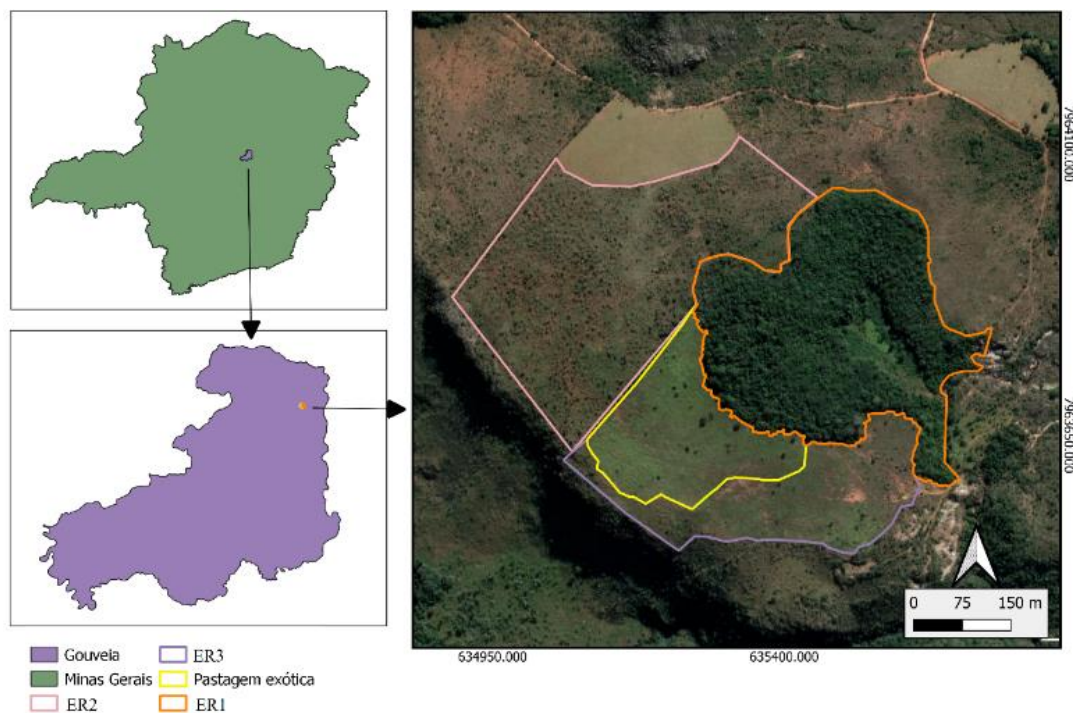 7964100.000
7963650.000
0 75 150 m
634950.000 635400.000
Gouveia ER3
Minas Gerais Pastagem exótica
ER2 ER1